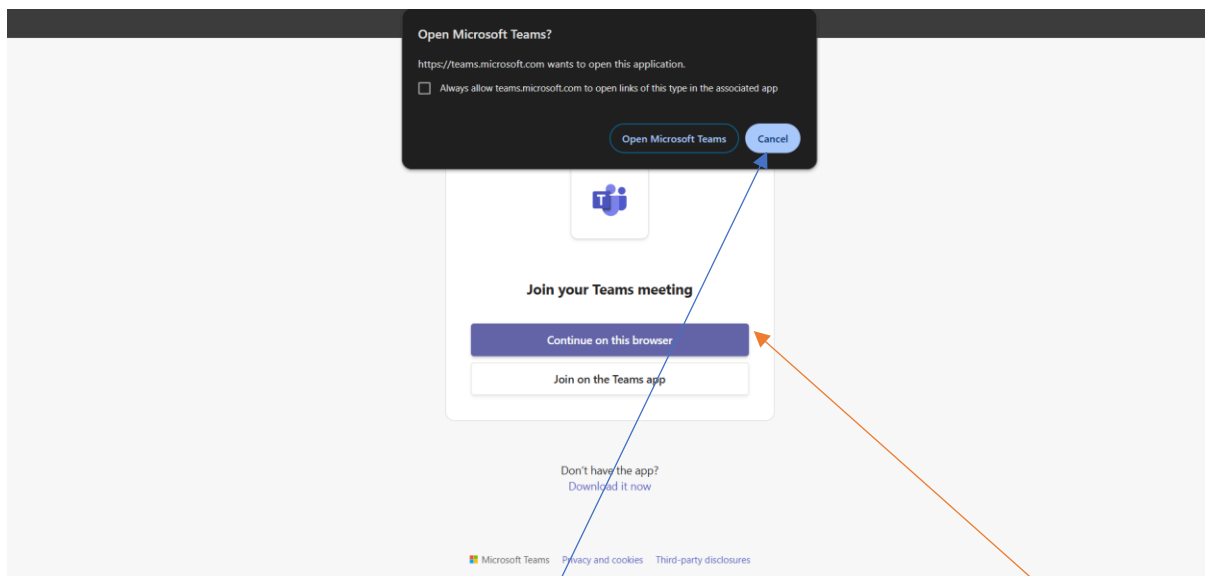 Open Microsoft Teams?
https://teams.microsoft.com wants to open this application.
Always allow teams.microsoft.com to open links of this type in the associated app
Open Microsoft Teams Cancel
T
Join your Teams meeting
Continue on this browser
Join on the Teams app
Don't have the app?
Download it now
Microsoft Teams Privacy and cookies Third-party disclosures